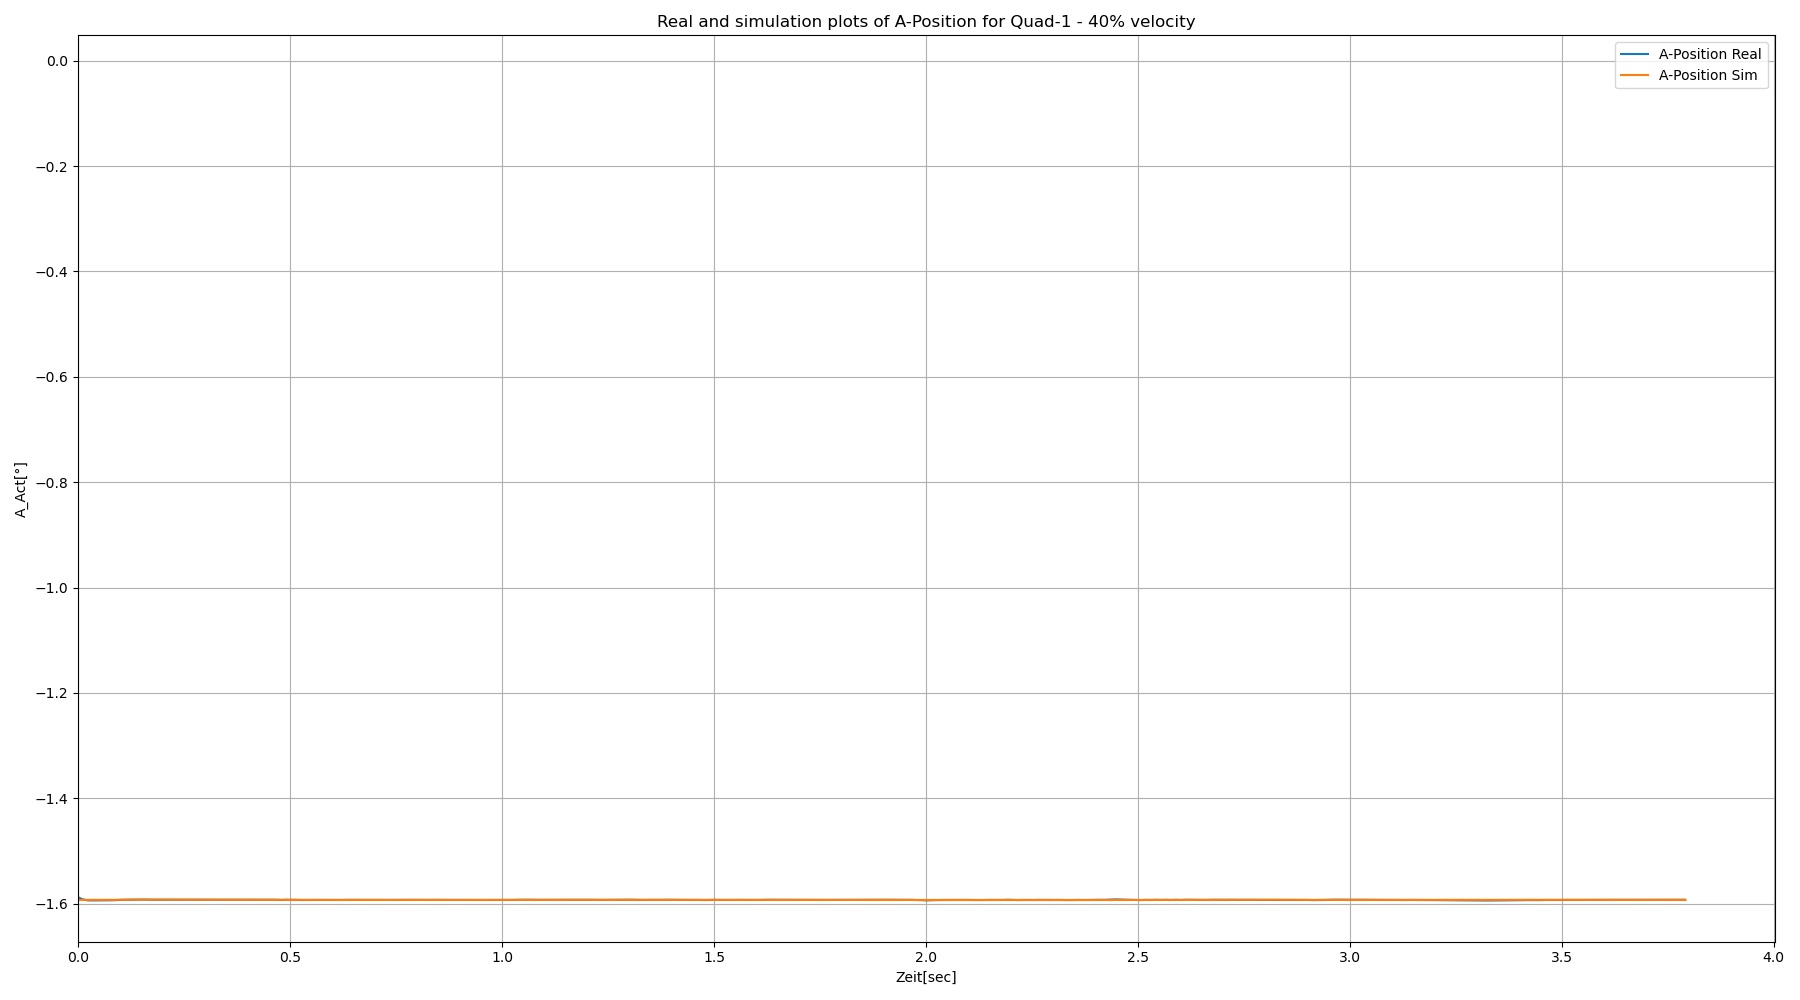 Real and simulation plots of A-Position for Quad-1 - 40% velocity
A-Position Real
A-Position Sim
0.0
−0.2
−0.4
−0.6
−0.8
−1.0
−1.2
−1.4
−1.6
A_Act[°]
0.0 0.5 1.0 1.5 2.0 2.5 3.0 3.5 4.0
Zeit[sec]